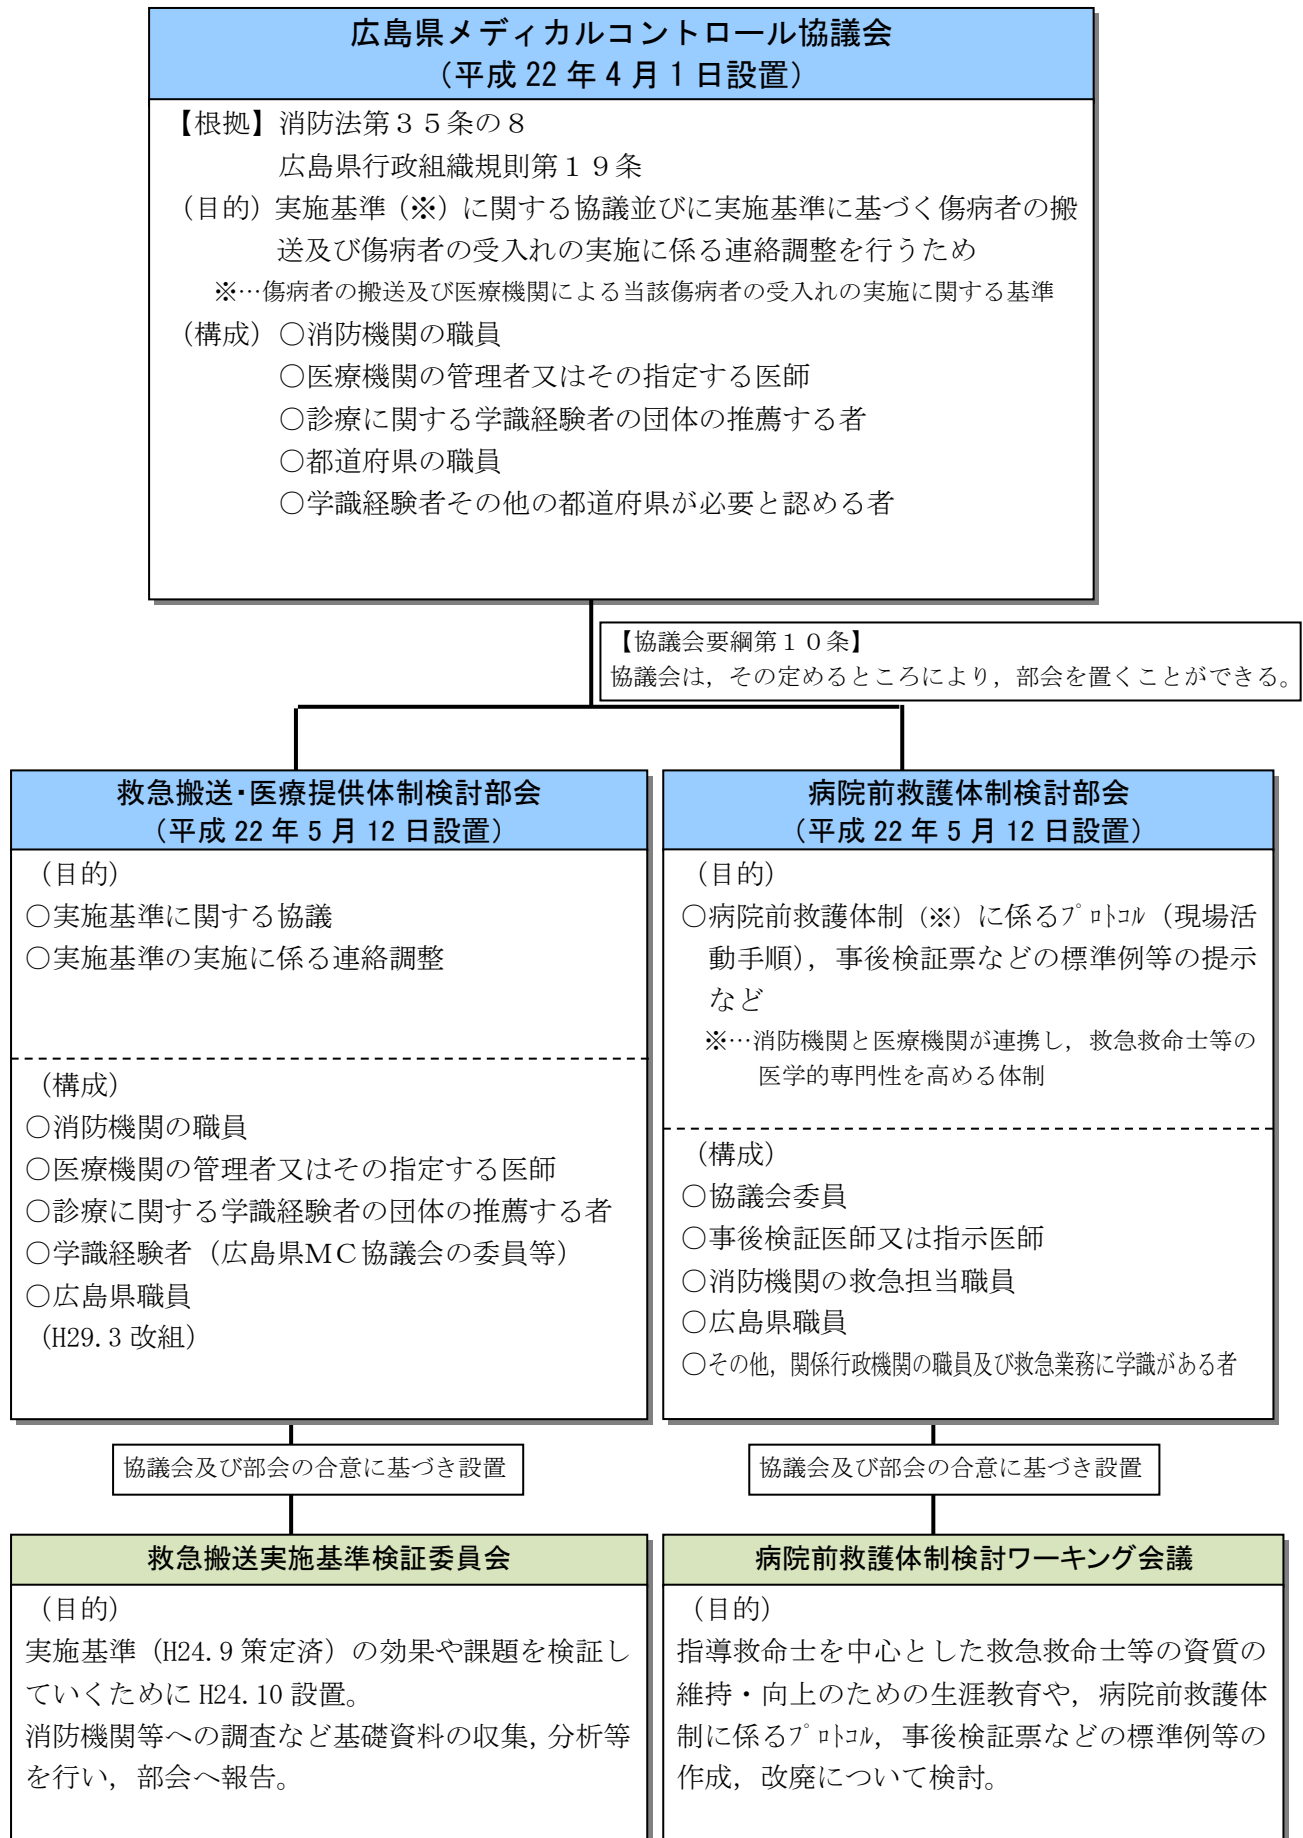 広島県メディカルコントロール協議会
（平成 22 年 4 月 1 日設置）
【根拠】消防法第３５条の８
広島県行政組織規則第１９条
（目的）実施基準（※）に関する協議並びに実施基準に基づく傷病者の搬
送及び傷病者の受入れの実施に係る連絡調整を行うため
※…傷病者の搬送及び医療機関による当該傷病者の受入れの実施に関する基準
（構成）○消防機関の職員
○医療機関の管理者又はその指定する医師
○診療に関する学識経験者の団体の推薦する者
○都道府県の職員
○学識経験者その他の都道府県が必要と認める者
【協議会要綱第１０条】
協議会は，その定めるところにより，部会を置くことができる。
救急搬送・医療提供体制検討部会
（平成 22 年 5 月 12 日設置）
（目的）
○実施基準に関する協議
○実施基準の実施に係る連絡調整
（構成）
○消防機関の職員
○医療機関の管理者又はその指定する医師
○診療に関する学識経験者の団体の推薦する者
○学識経験者（広島県ＭＣ協議会の委員等）
○広島県職員
（H29.3 改組）
病院前救護体制検討部会
（平成 22 年 5 月 12 日設置）
（目的）
○病院前救護体制（※）に係るﾌﾟﾛﾄｺﾙ（現場活
動手順），事後検証票などの標準例等の提示
など
※…消防機関と医療機関が連携し，救急救命士等の
医学的専門性を高める体制
（構成）
○協議会委員
○事後検証医師又は指示医師
○消防機関の救急担当職員
○広島県職員
○その他，関係行政機関の職員及び救急業務に学識がある者
協議会及び部会の合意に基づき設置
協議会及び部会の合意に基づき設置
救急搬送実施基準検証委員会
（目的）
実施基準（H24.9 策定済）の効果や課題を検証し
ていくために H24.10 設置。
消防機関等への調査など基礎資料の収集，分析等
を行い，部会へ報告。
病院前救護体制検討ワーキング会議
（目的）
指導救命士を中心とした救急救命士等の資質の
維持・向上のための生涯教育や，病院前救護体
制に係るﾌﾟﾛﾄｺﾙ，事後検証票などの標準例等の
作成，改廃について検討。